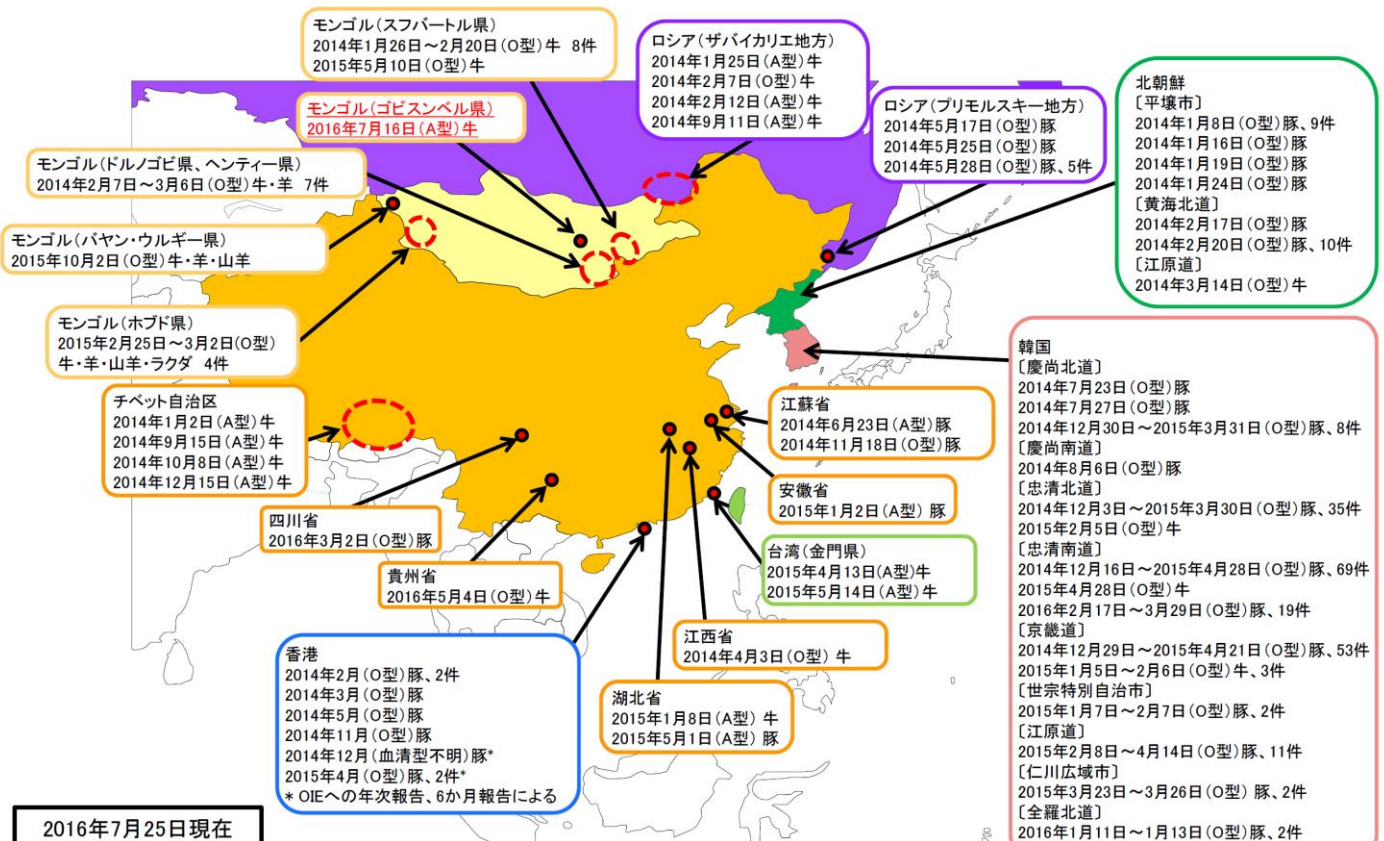 モンゴル(スフバートル県)
2014年1月26日~2月20日(O型)牛 8件
2015年5月10日(O型)牛
モンゴル(ゴビスンベル県)
2016年7月16日(A型)牛
モンゴル(ドルノゴビ県、ヘンティー県)
2014年2月7日~3月6日(O型)牛・羊 7件
モンゴル(バヤン・ウルギー県)
2015年10月2日(O型)牛・羊・山羊
モンゴル(ホブド県)
2015年2月25日~3月2日(O型)
牛・羊・山羊・ラクダ 4件
ロシア(ザバイカリエ地方)
2014年1月25日(A型)牛
2014年2月7日(O型)牛
2014年2月12日(A型)牛
2014年9月11日(A型)牛
ロシア(プリモルスキー地方)
2014年5月17日(O型)豚
2014年5月25日(O型)豚
2014年5月28日(O型)豚、5件
北朝鮮
〔平壌市〕
2014年1月8日(O型)豚、9件
2014年1月16日(O型)豚
2014年1月19日(O型)豚
2014年1月24日(O型)豚
〔黄海北道〕
2014年2月17日(O型)豚
2014年2月20日(O型)豚、10件
〔江原道〕
2014年3月14日(O型)牛
チベット自治区
2014年1月2日(A型)牛
2014年9月15日(A型)牛
2014年10月8日(A型)牛
2014年12月15日(A型)牛
四川省
2016年3月2日(O型)豚
貴州省
2016年5月4日(O型)牛
香港
2014年2月(O型)豚、2件
2014年3月(O型)豚
2014年5月(O型)豚
2014年11月(O型)豚
2014年12月(血清型不明)豚*
2015年4月(O型)豚、2件*
* OIEへの年次報告、6か月報告による
江蘇省
2014年6月23日(A型)豚
2014年11月18日(O型)豚
安徽省
2015年1月2日(A型) 豚
台湾(金門県)
2015年4月13日(A型)牛
2015年5月14日(A型)牛
江西省
2014年4月3日(O型) 牛
湖北省
2015年1月8日(A型) 牛
2015年5月1日(A型) 豚
韓国
〔慶尚北道〕
2014年7月23日(O型)豚
2014年7月27日(O型)豚
2014年12月30日~2015年3月31日(O型)豚、8件
〔慶尚南道〕
2014年8月6日(O型)豚
〔忠清北道〕
2014年12月3日~2015年3月30日(O型)豚、35件
2015年2月5日(O型)牛
〔忠清南道〕
2014年12月16日~2015年4月28日(O型)豚、69件
2015年4月28日(O型)牛
2016年2月17日~3月29日(O型)豚、19件
〔京畿道〕
2014年12月29日~2015年4月21日(O型)豚、53件
2015年1月5日~2月6日(O型)牛、3件
〔世宗特別自治市〕
2015年1月7日~2月7日(O型)豚、2件
〔江原道〕
2015年2月8日~4月14日(O型)豚、11件
〔仁川広域市〕
2015年3月23日~3月26日(O型) 豚、2件
〔全羅北道〕
2016年1月11日~1月13日(O型)豚、2件
2016年7月25日現在